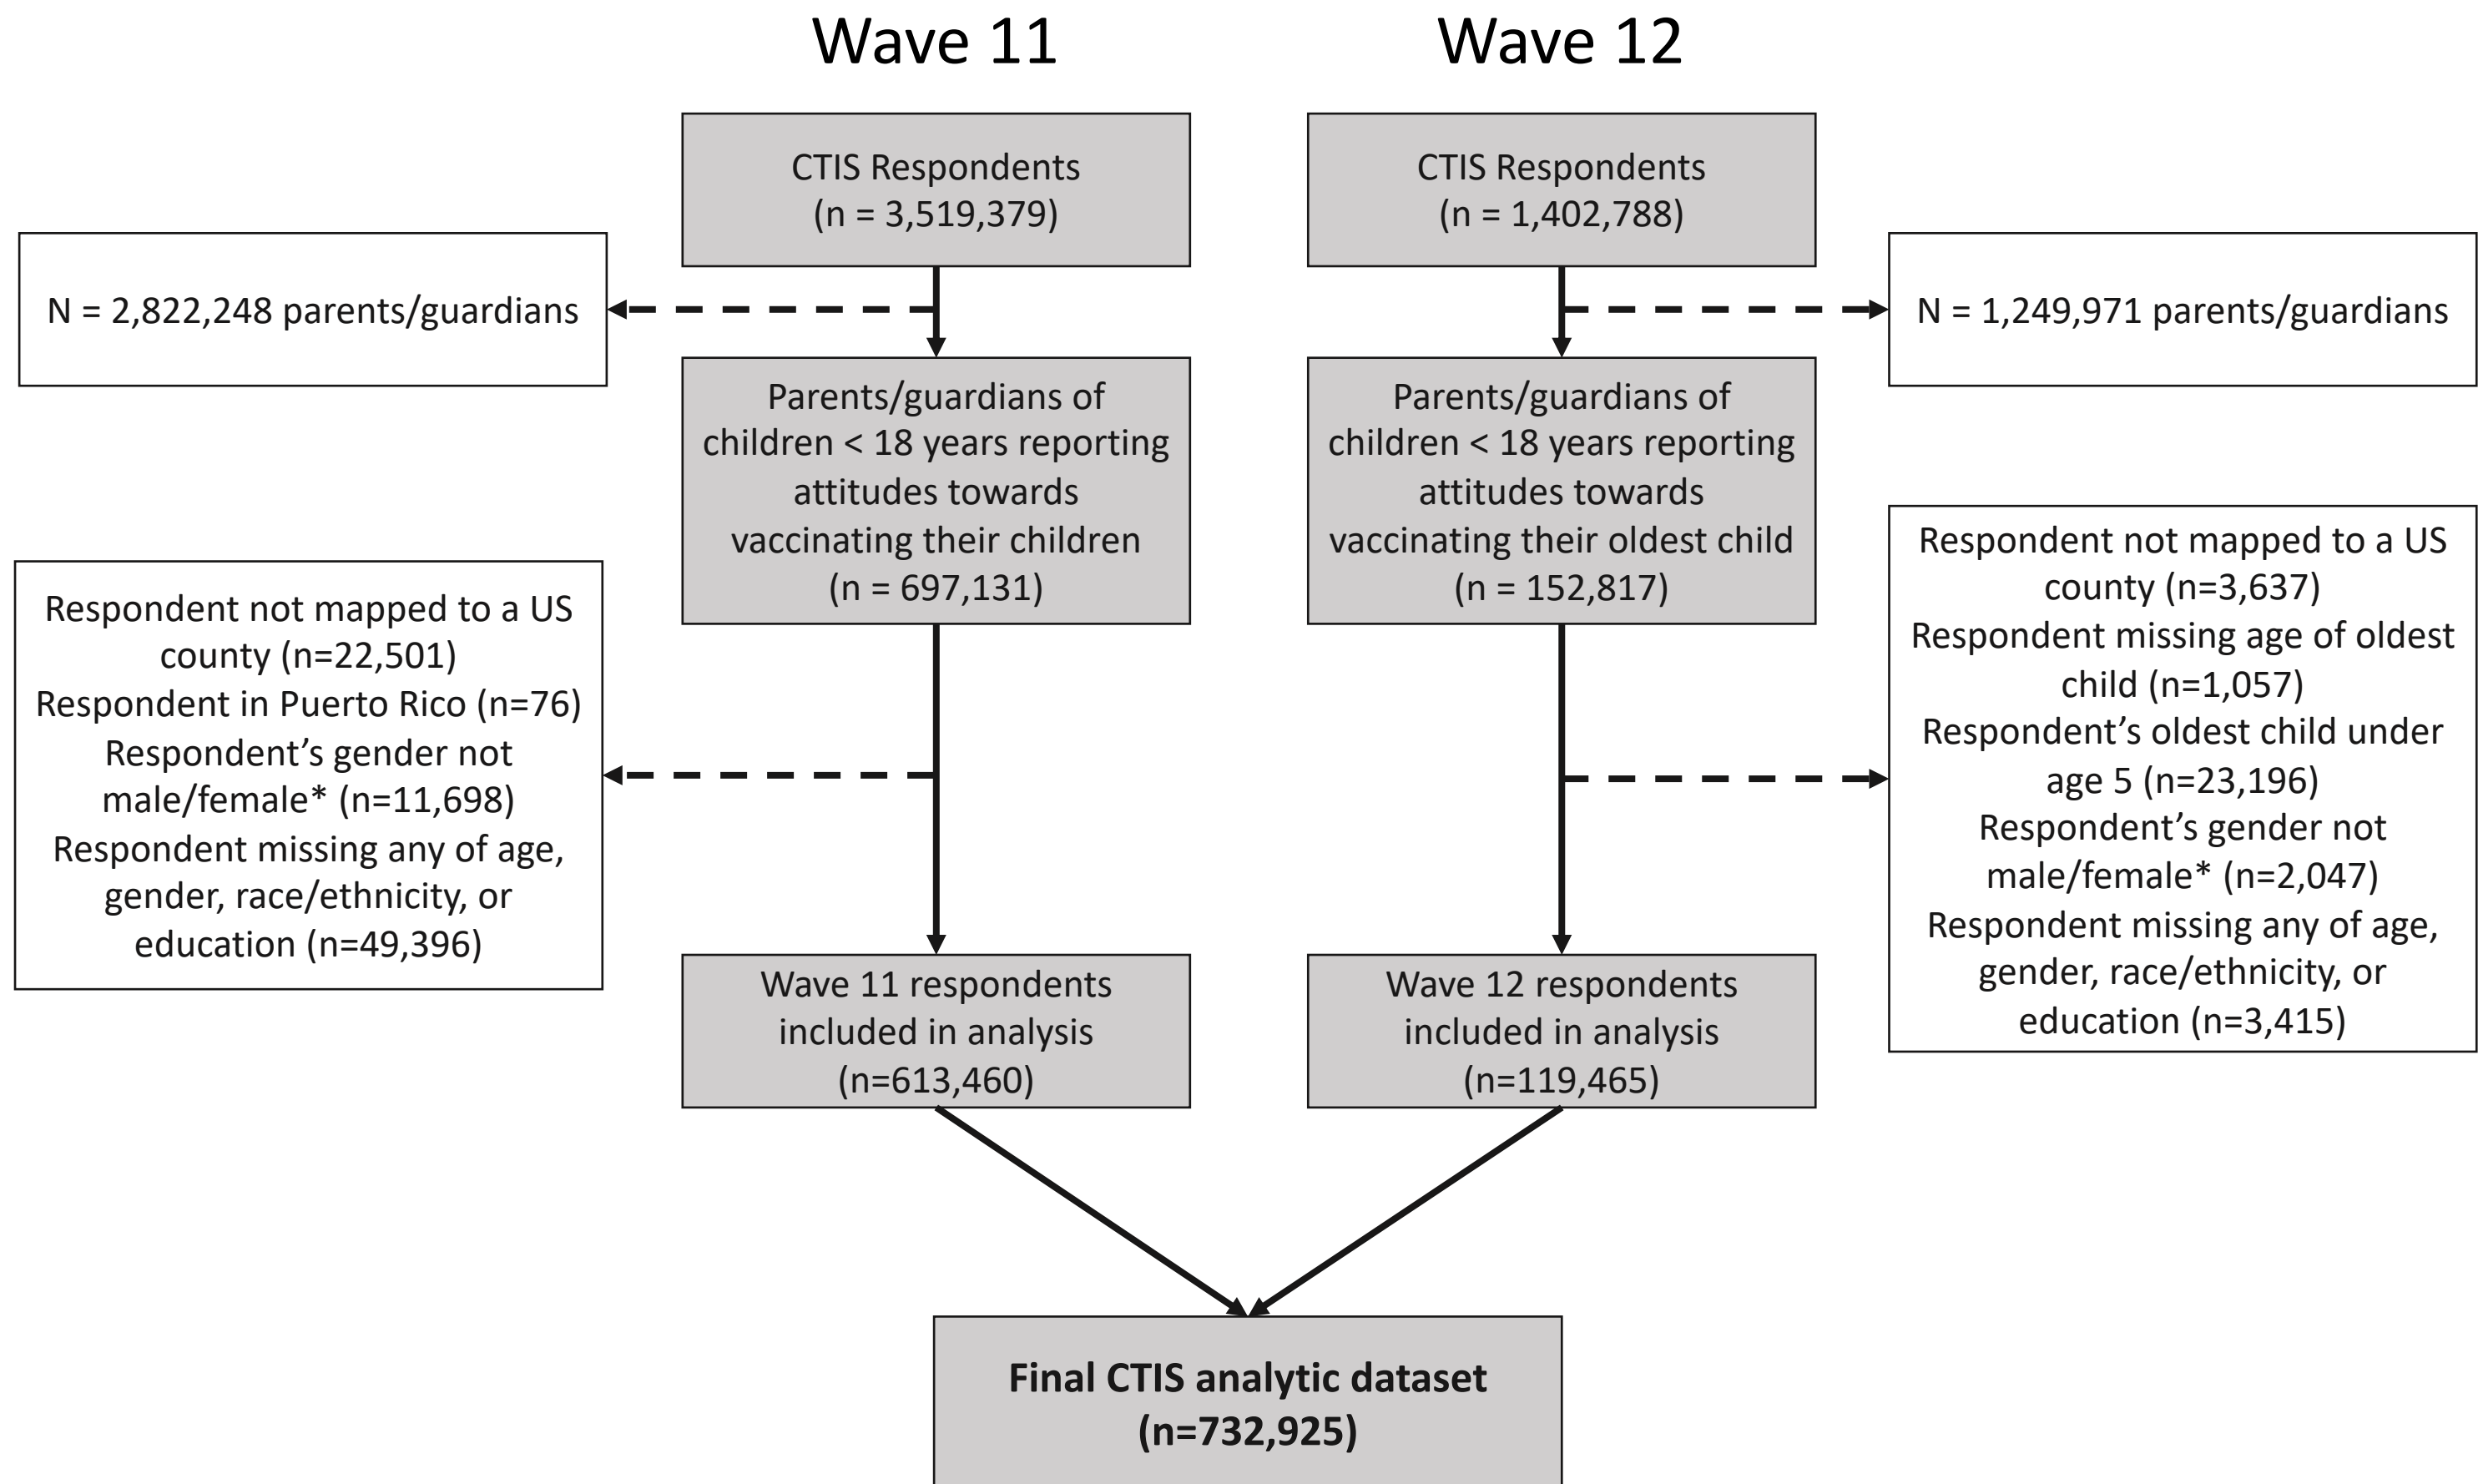 Wave 11
Wave 12
CTIS Respondents
(n = 3,519,379)
CTIS Respondents
(n = 1,402,788)
N = 2,822,248 parents/guardians
N = 1,249,971 parents/guardians
Parents/guardians of
children < 18 years reporting
attitudes towards
vaccinating their children
(n = 697,131)
Parents/guardians of
children < 18 years reporting
attitudes towards
vaccinating their oldest child
(n = 152,817)
Respondent not mapped to a US
county (n=22,501)
Respondent in Puerto Rico (n=76)
Respondent’s gender not
male/female* (n=11,698)
Respondent missing any of age,
gender, race/ethnicity, or
education (n=49,396)
Respondent not mapped to a US
county (n=3,637)
Respondent missing age of oldest
child (n=1,057)
Respondent’s oldest child under
age 5 (n=23,196)
Respondent’s gender not
male/female* (n=2,047)
Respondent missing any of age,
gender, race/ethnicity, or
education (n=3,415)
Wave 11 respondents
included in analysis
(n=613,460)
Wave 12 respondents
included in analysis
(n=119,465)
Final CTIS analytic dataset
(n=732,925)